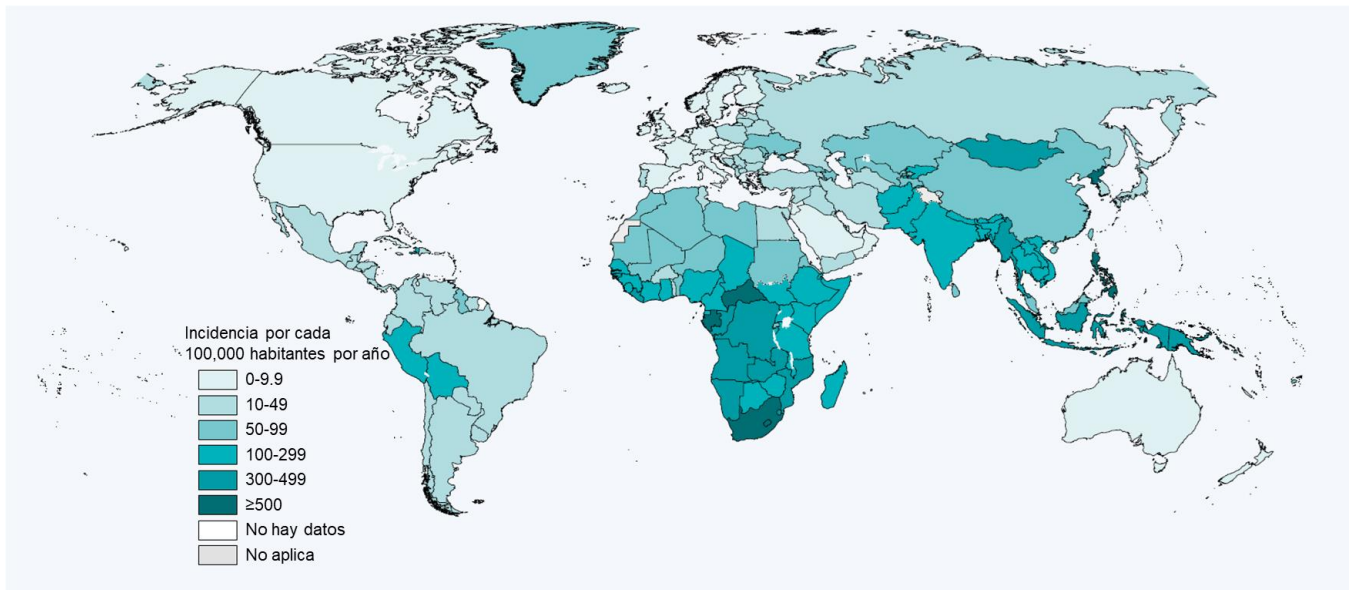 Incidencia por cada
100,000 habitantes por año
0-9.9
10-49
50-99
100-299
300-499
≥500
No hay datos
No aplica